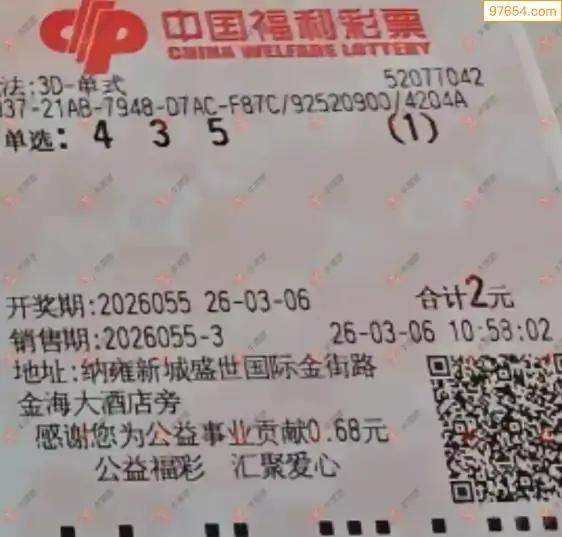 97654.com
中国福利彩票
CHINA WELFARE LOTTERY
法:3D-单式 52077042
037-21AB-7948-D7AC-F87C/92520900/4204A
单选: 4 3 5 (1)
开奖期:2026055 26-03-06 合计2元
销售期:2026055-3 26-03-06 10:58:02
地址:纳雍新城盛世国际金街路
金海大酒店旁
感谢您为公益事业贡献0.68元
公益福彩 汇聚爱心